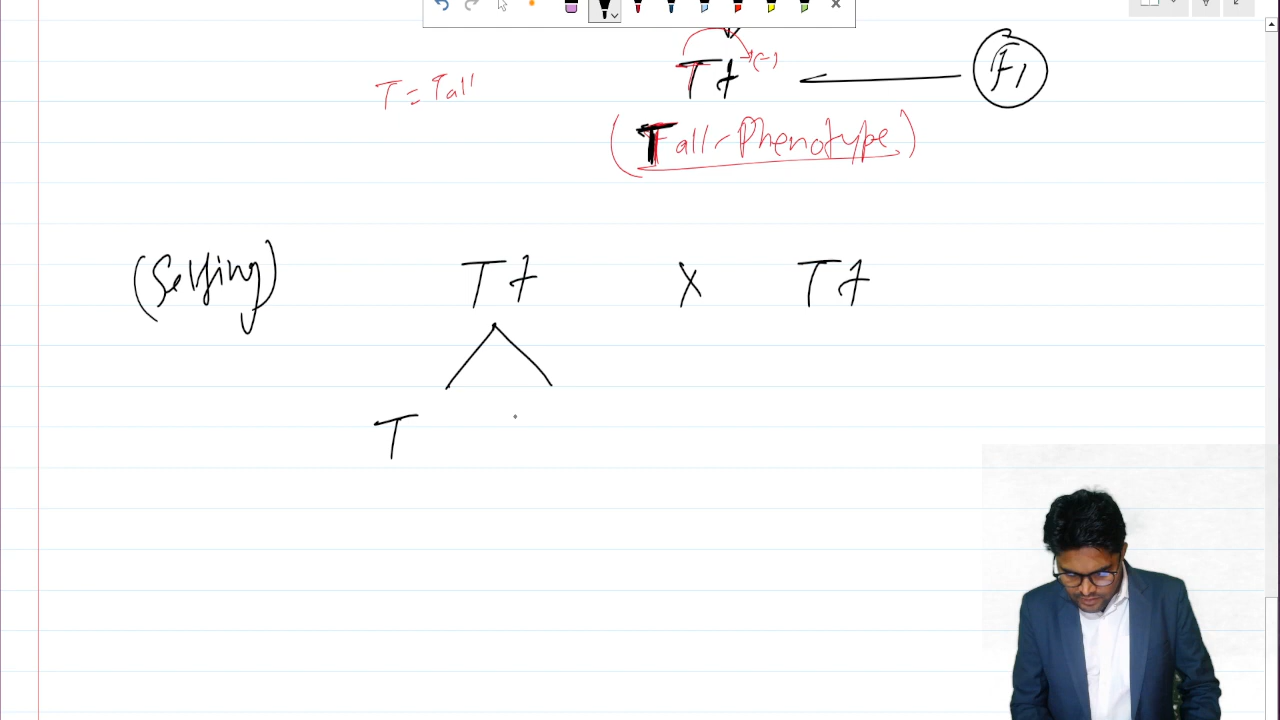 Tt (-)
F1
T = Tall
(Tall - Phenotype)
(Selfing) Tt X Tt
T